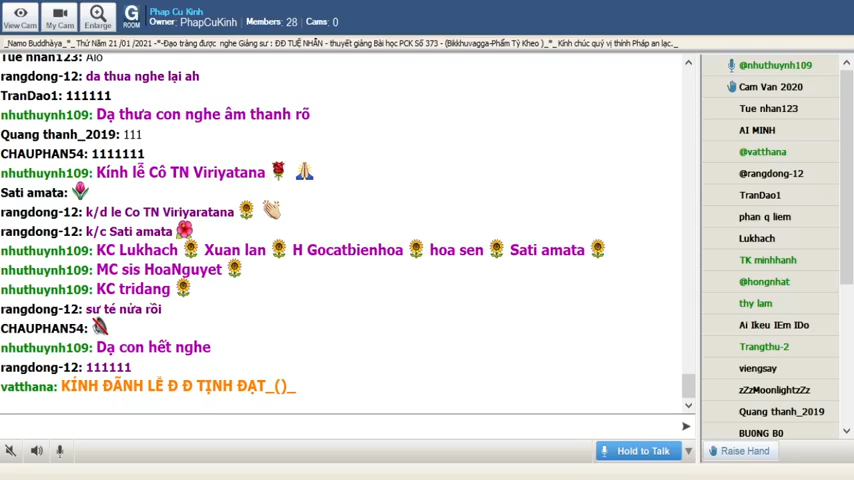 View Cam
My Cam
Enlarge
G
ROOM
Phap Cu Kinh
Owner: PhapCuKinh Members: 28 Cams: 0
_Namo Buddhàya_*_ Thứ Năm 21 /01 /2021 -*-Đạo tràng được nghe Giảng sư : ĐĐ TUỆ NHÂN - thuyết giảng Bài học PCK Số 373 - (Bikkhuvagga-Phẩm Tỳ Kheo )_*_ Kính chúc quý vị thính Pháp an lạc._
Tue nhan123: Alo
rangdong-12: da thua nghe lại ah
TranDao1: 111111
nhuthuynh109: Dạ thưa con nghe âm thanh rõ
Quang thanh_2019: 111
CHAUPHAN54: 1111111
nhuthuynh109: Kính lễ Cô TN Viriyatana
Sati amata:
rangdong-12: k/d le Co TN Viriyaratana
rangdong-12: k/c Sati amata
nhuthuynh109: KC Lukhach Xuan lan H Gocatbienhoa hoa sen Sati amata
nhuthuynh109: MC sis HoaNguyet
nhuthuynh109: KC tridang
rangdong-12: sư té nửa rồi
CHAUPHAN54:
nhuthuynh109: Dạ con hết nghe
rangdong-12: 111111
vatthana: KÍNH ĐÃNH LỄ Đ Đ TỊNH ĐẠT_()_
Hold to Talk
@nhuthuynh109
Cam Van 2020
Tue nhan123
AI MINH
@vatthana
@rangdong-12
TranDao1
phan q liem
Lukhach
TK minhhanh
@hongnhat
thy lam
Ai lkeu IEm IDo
Trangthu-2
viengsay
zZzMoonlightzZz
Quang thanh_2019
BU0NG B0
Raise Hand